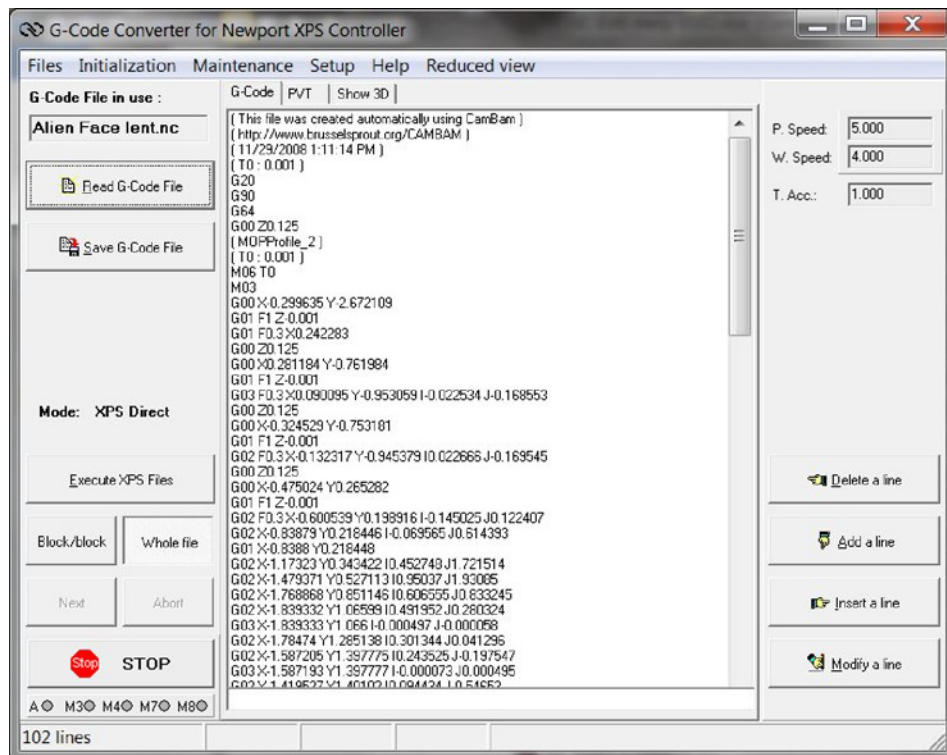 G-Code Converter for Newport XPS Controller
Files Initialization Maintenance Setup Help Reduced view
G-Code File in use :
Alien Face lent.nc
Read G-Code File
Save G-Code File
Mode: XPS Direct
Execute XPS Files
Block/block
Whole file
Next
Abort
Stop STOP
A M3 M4 M7 M8
102 lines
G-Code PVT Show 3D
( This file was created automatically using CamBam )
( http://www.brusselsprout.org/CAMBAM )
( 11/29/2008 1:11:14 PM )
( T0 : 0.001 )
G20
G90
G64
G00 Z0.125
( MOPProfile_2 )
( T0 : 0.001 )
M06 T0
M03
G00 X-0.299635 Y-2.672109
G01 F1 Z-0.001
G01 F0.3 X0.242283
G00 Z0.125
G00 X0.281184 Y-0.761984
G01 F1 Z-0.001
G03 F0.3 X0.090095 Y-0.953059 I-0.022534 J-0.168553
G00 Z0.125
G00 X-0.324529 Y-0.753181
G01 F1 Z-0.001
G02 F0.3 X-0.132317 Y-0.945379 I0.022666 J-0.169545
G00 Z0.125
G00 X-0.475024 Y0.265282
G01 F1 Z-0.001
G02 F0.3 X-0.600539 Y0.198916 I-0.145025 J0.122407
G02 X-0.83879 Y0.218446 I-0.069565 J0.614393
G01 X-0.8388 Y0.218448
G02 X-1.17323 Y0.343422 I0.452748 J1.721514
G02 X-1.479371 Y0.527113 I0.95037 J1.93085
G02 X-1.768868 Y0.851146 I0.606555 J0.833245
G02 X-1.839332 Y1.06599 I0.491952 J0.280324
G03 X-1.839333 Y1.066 I-0.000497 J-0.000058
G02 X-1.78474 Y1.285138 I0.301344 J0.041296
G02 X-1.587205 Y1.397775 I0.243525 J-0.197547
G03 X-1.587193 Y1.397777 I-0.000073 J0.000495
P. Speed: 5.000
W. Speed: 4.000
T. Acc.: 1.000
Delete a line
Add a line
Insert a line
Modify a line